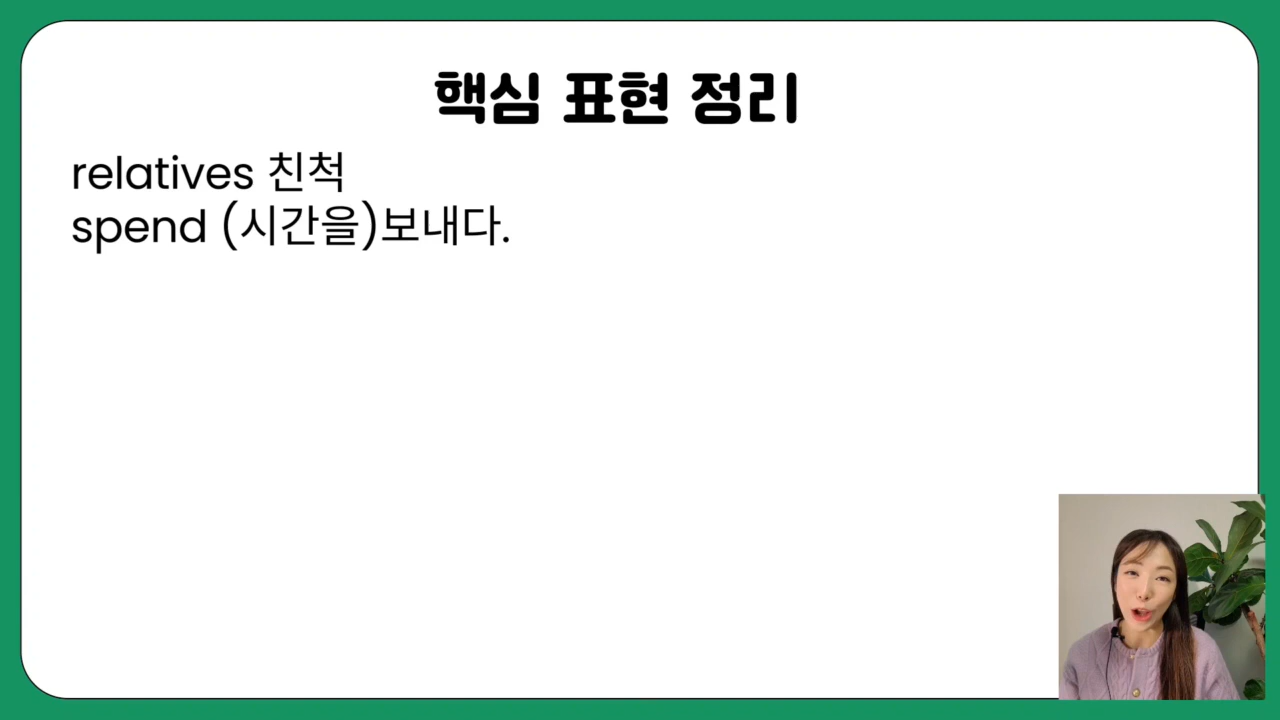 핵심 표현 정리
relatives 친척
spend (시간을)보내다.